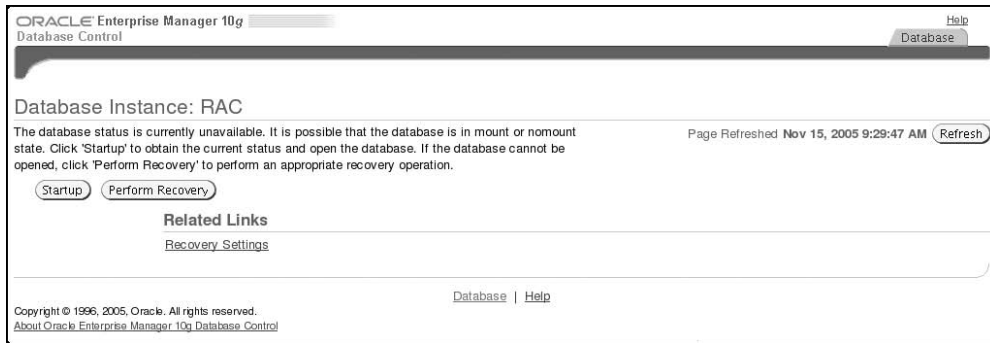 ORACLE Enterprise Manager 10g
Database Control
Help
Database
Database Instance: RAC
The database status is currently unavailable. It is possible that the database is in mount or nomount
state. Click 'Startup' to obtain the current status and open the database. If the database cannot be
opened, click 'Perform Recovery' to perform an appropriate recovery operation.
Page Refreshed Nov 15, 2005 9:29:47 AM Refresh
Startup Perform Recovery
Related Links
Recovery Settings
Database | Help
Copyright © 1996, 2005, Oracle. All rights reserved.
About Oracle Enterprise Manager 10g Database Control